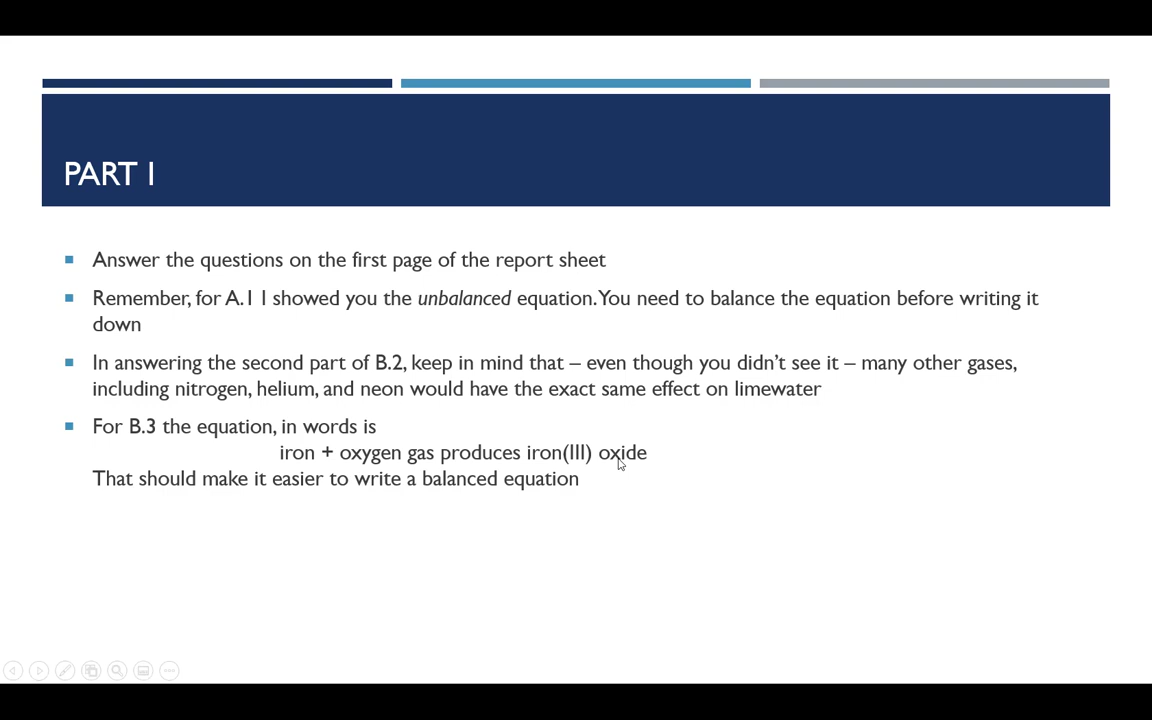 PART I
Answer the questions on the first page of the report sheet
Remember, for A.1 I showed you the unbalanced equation. You need to balance the equation before writing it
down
In answering the second part of B.2, keep in mind that – even though you didn't see it – many other gases,
including nitrogen, helium, and neon would have the exact same effect on limewater
For B.3 the equation, in words is
iron + oxygen gas produces iron(III) oxide
That should make it easier to write a balanced equation